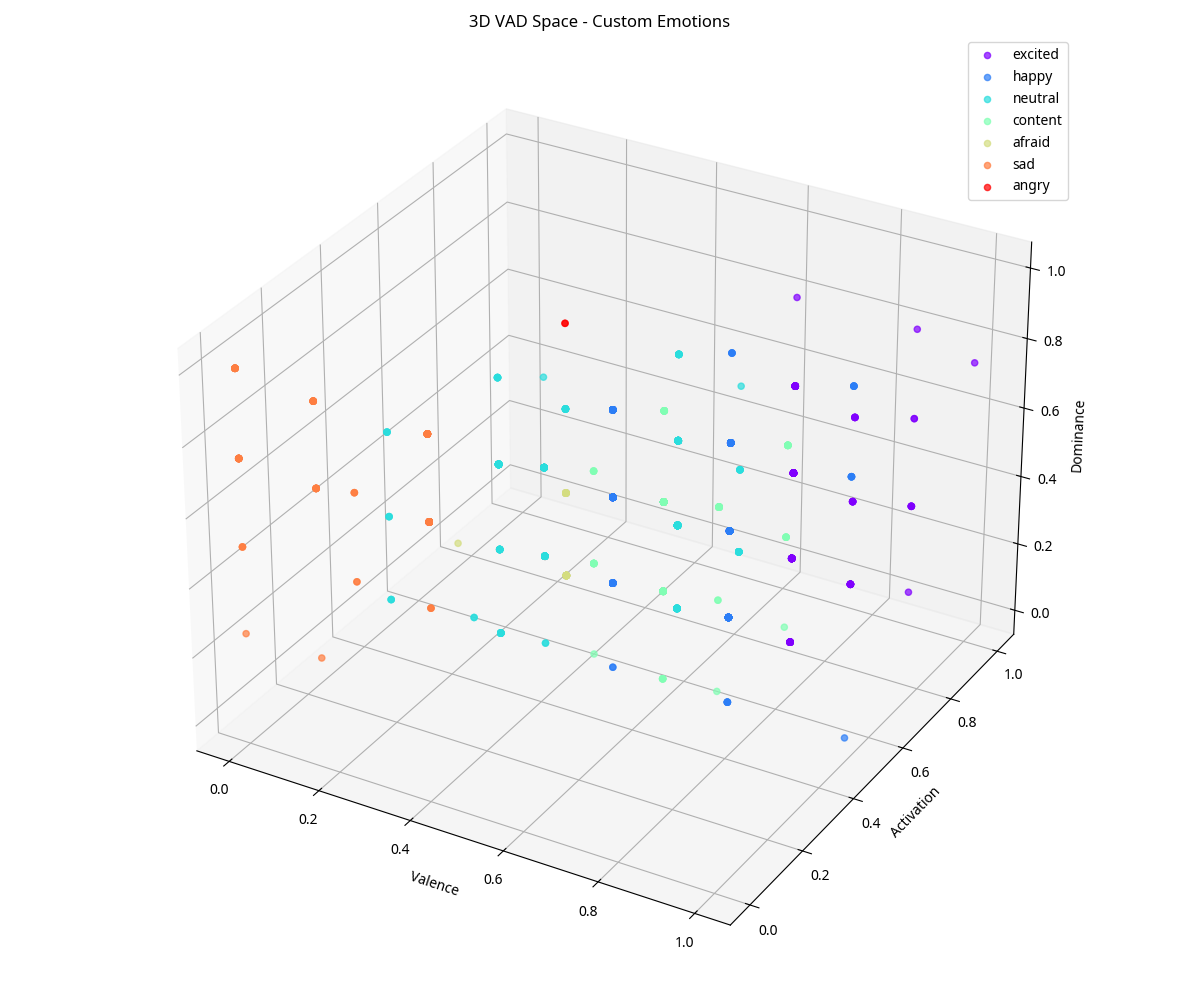 3D VAD Space - Custom Emotions
excited
happy
neutral
content
afraid
sad
angry
1.0
0.8
0.6
0.4
0.2
0.0
Dominance
1.0
0.8
0.6
0.4
0.2
0.0
Activation
0.0
0.2
0.4
0.6
0.8
1.0
Valence